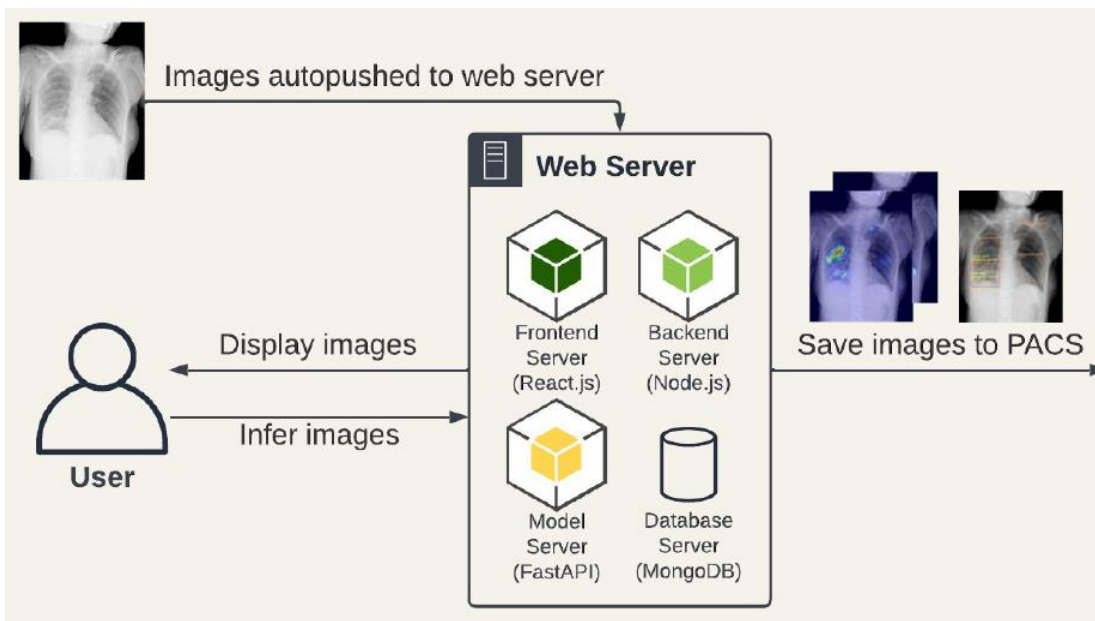 Images autopushed to web server
Web Server
Frontend
Server
(React.js)
Backend
Server
(Node.js)
Save images to PACS
Display images
Infer images
User
Model
Server
(FastAPI)
Database
Server
(MongoDB)